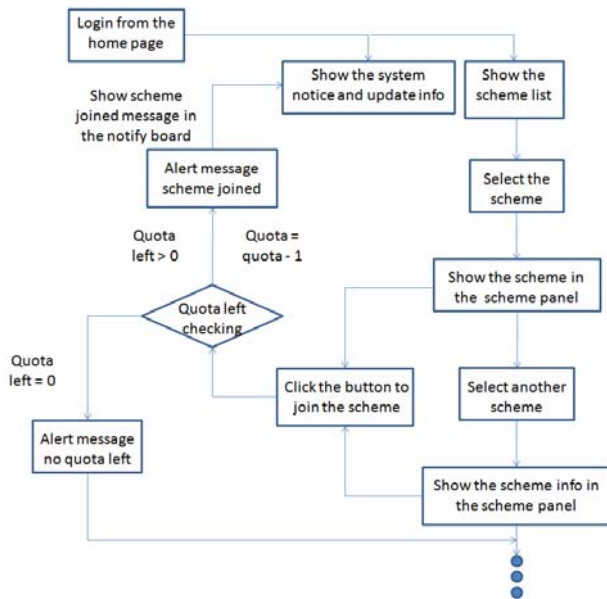 Login from the
home page
Show the system
notice and update info
Show the
scheme list
Show scheme
joined message in
the notify board
Alert message
scheme joined
Select the
scheme
Quota
left > 0
Quota =
quota - 1
Show the scheme in
the scheme panel
Quota left
checking
Quota
left = 0
Click the button to
join the scheme
Select another
scheme
Alert message
no quota left
Show the scheme info in
the scheme panel